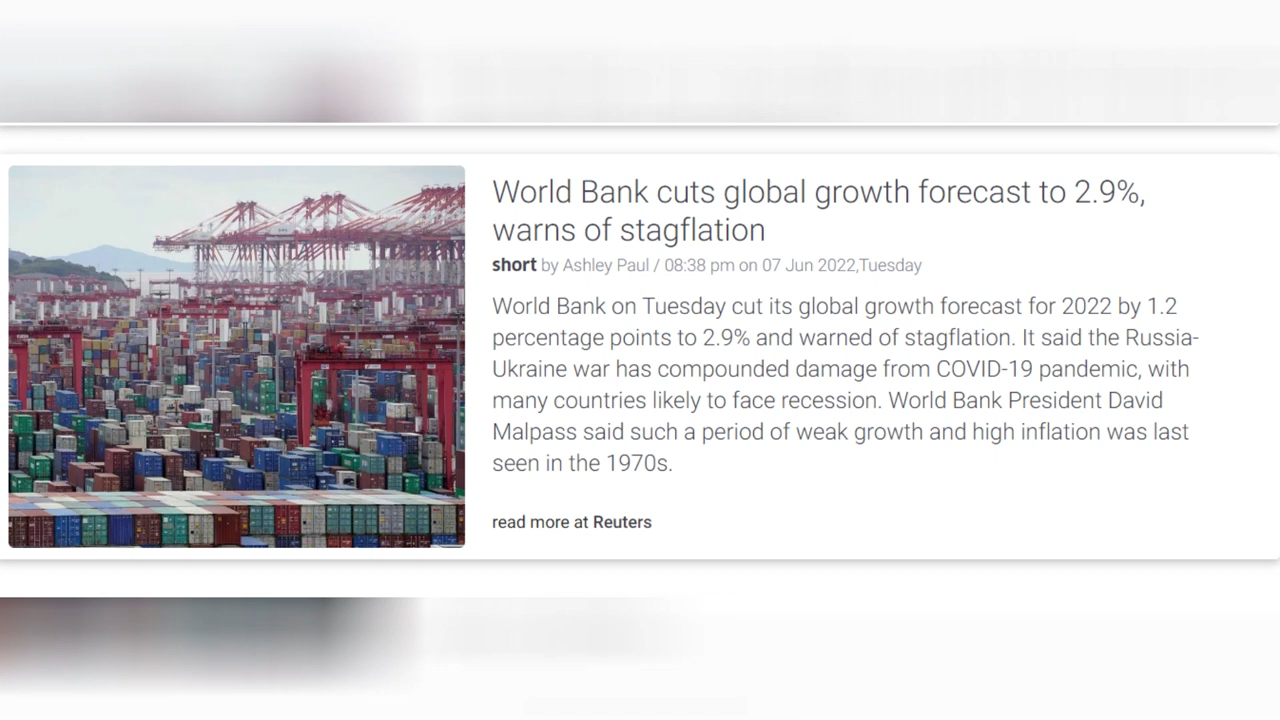 World Bank cuts global growth forecast to 2.9%,
warns of stagflation
short by Ashley Paul / 08:38 pm on 07 Jun 2022,Tuesday
World Bank on Tuesday cut its global growth forecast for 2022 by 1.2
percentage points to 2.9% and warned of stagflation. It said the Russia-
Ukraine war has compounded damage from COVID-19 pandemic, with
many countries likely to face recession. World Bank President David
Malpass said such a period of weak growth and high inflation was last
seen in the 1970s.
read more at Reuters